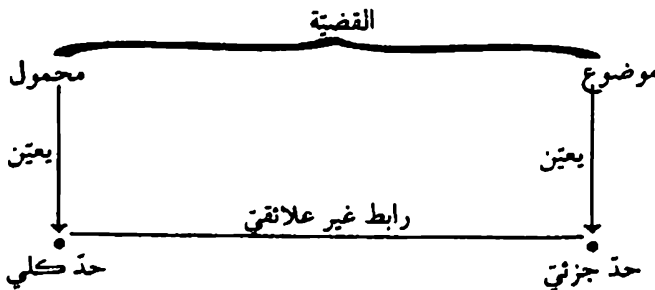 القضيّة
موضوع محمول
يعيّن يعيّن
رابط غير علائقيّ
حدّ جزئيّ حدّ كلي